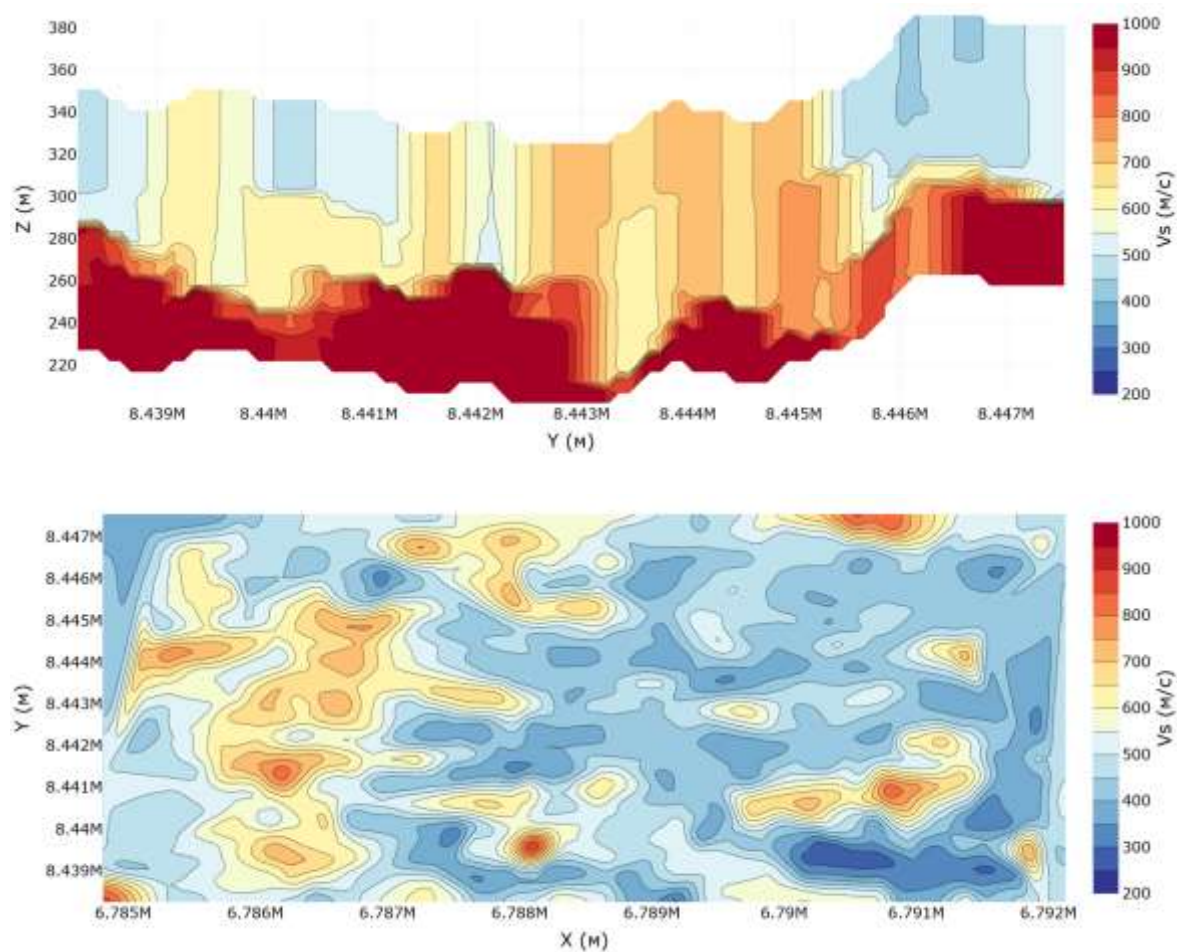 380
360
340
320
300
280
260
240
220
Z (м)
8.439M 8.44M 8.441M 8.442M 8.443M 8.444M 8.445M 8.446M 8.447M
Y (м)
1000
900
800
700
600
500
400
300
200
Vs (м/с)
8.447M
8.446M
8.445M
8.444M
8.443M
8.442M
8.441M
8.44M
8.439M
Y (м)
6.785M 6.786M 6.787M 6.788M 6.789M 6.79M 6.791M 6.792M
X (м)
1000
900
800
700
600
500
400
300
200
Vs (м/с)